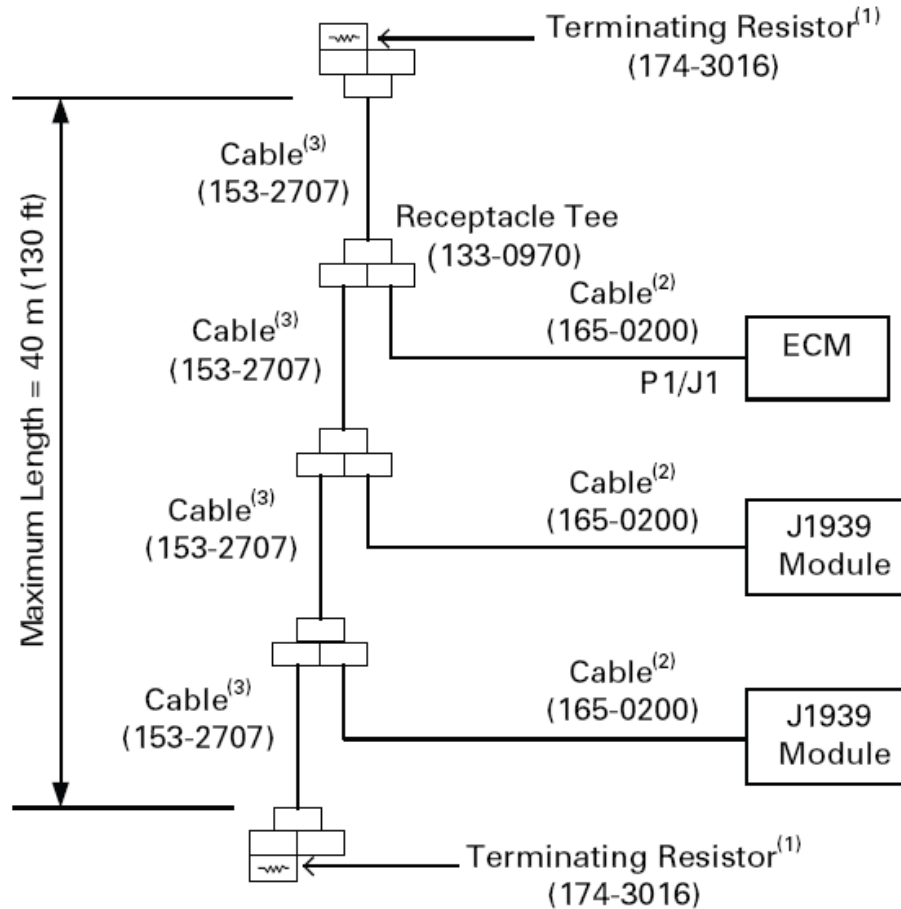 Terminating Resistor(1)
(174-3016)
Cable(3)
(153-2707)
Receptacle Tee
(133-0970)
Cable(2)
(165-0200)
ECM
P1/J1
Cable(3)
(153-2707)
Maximum Length = 40 m (130 ft)
Cable(3)
(153-2707)
Cable(2)
(165-0200)
J1939
Module
Cable(3)
(153-2707)
Cable(2)
(165-0200)
J1939
Module
Terminating Resistor(1)
(174-3016)